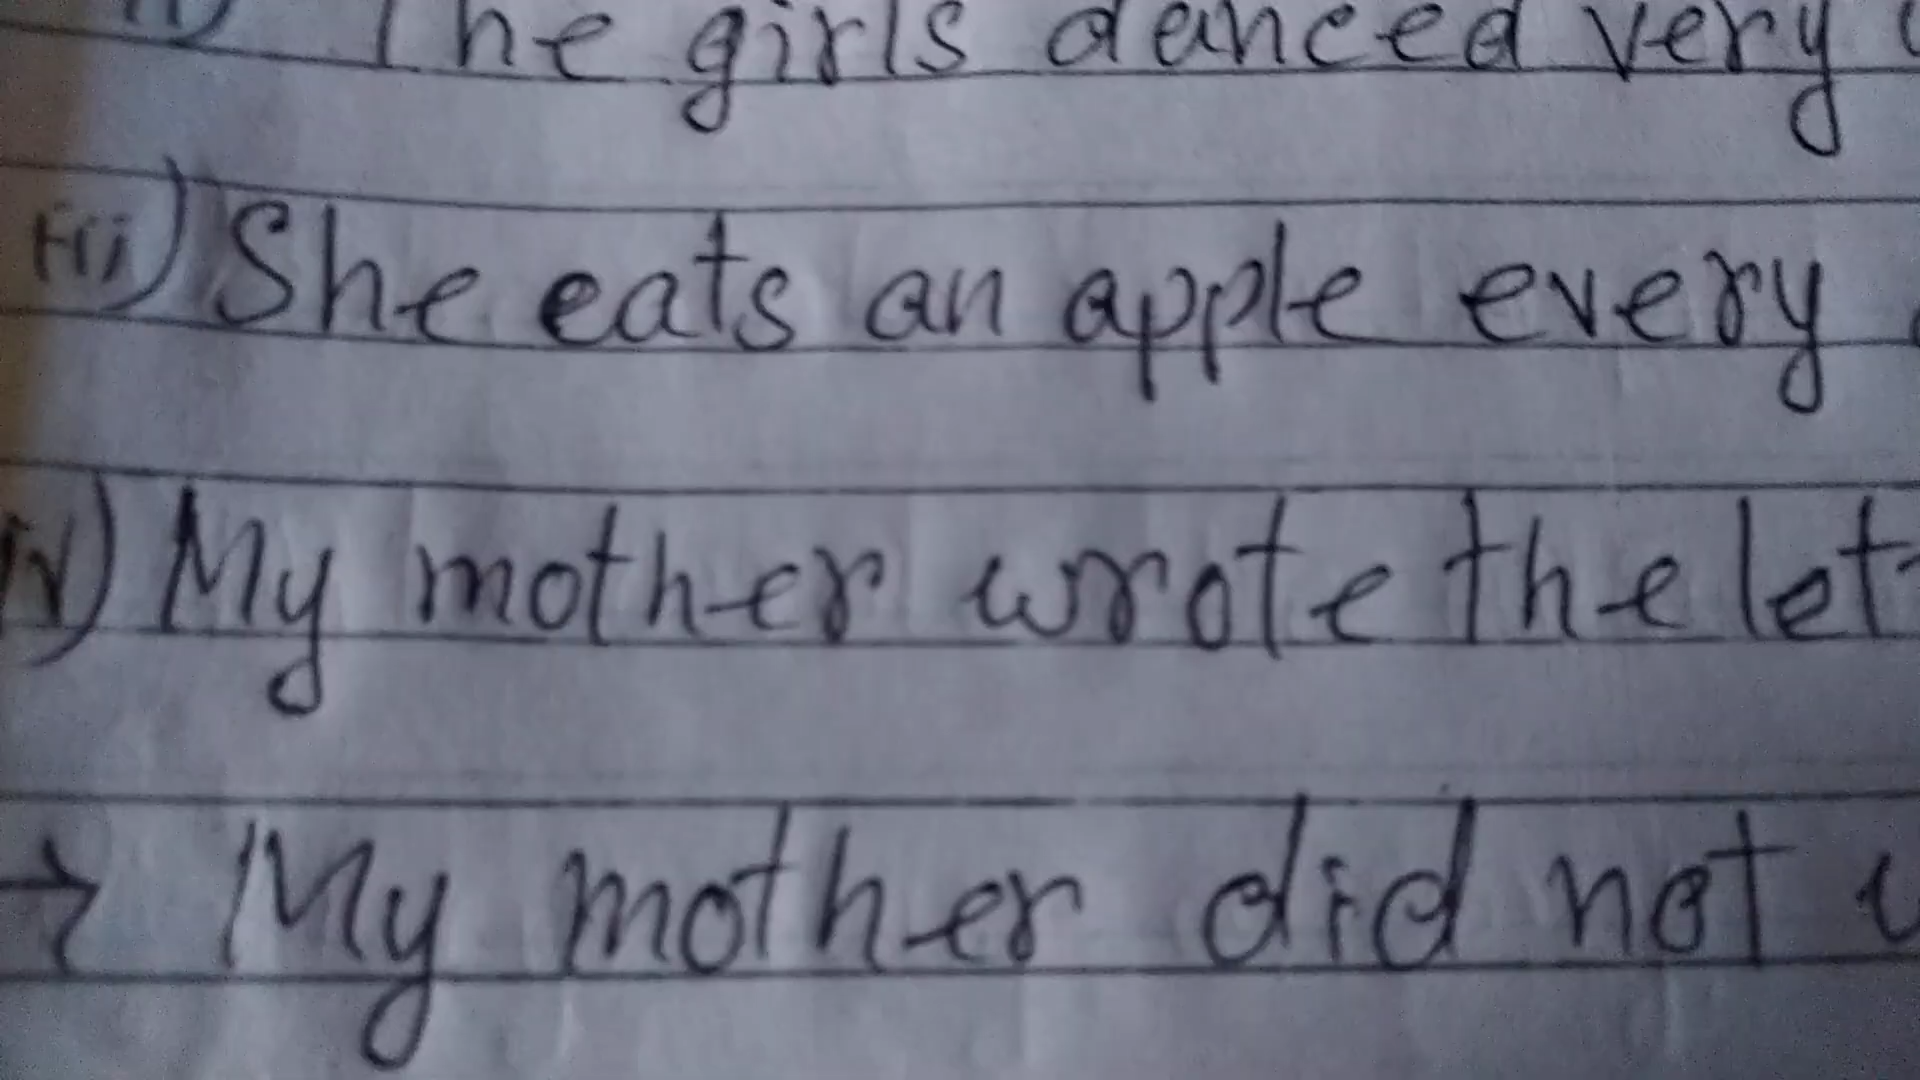 The girls danced very
iii) She eats an apple every
iv) My mother wrote the let
→ My mother did not